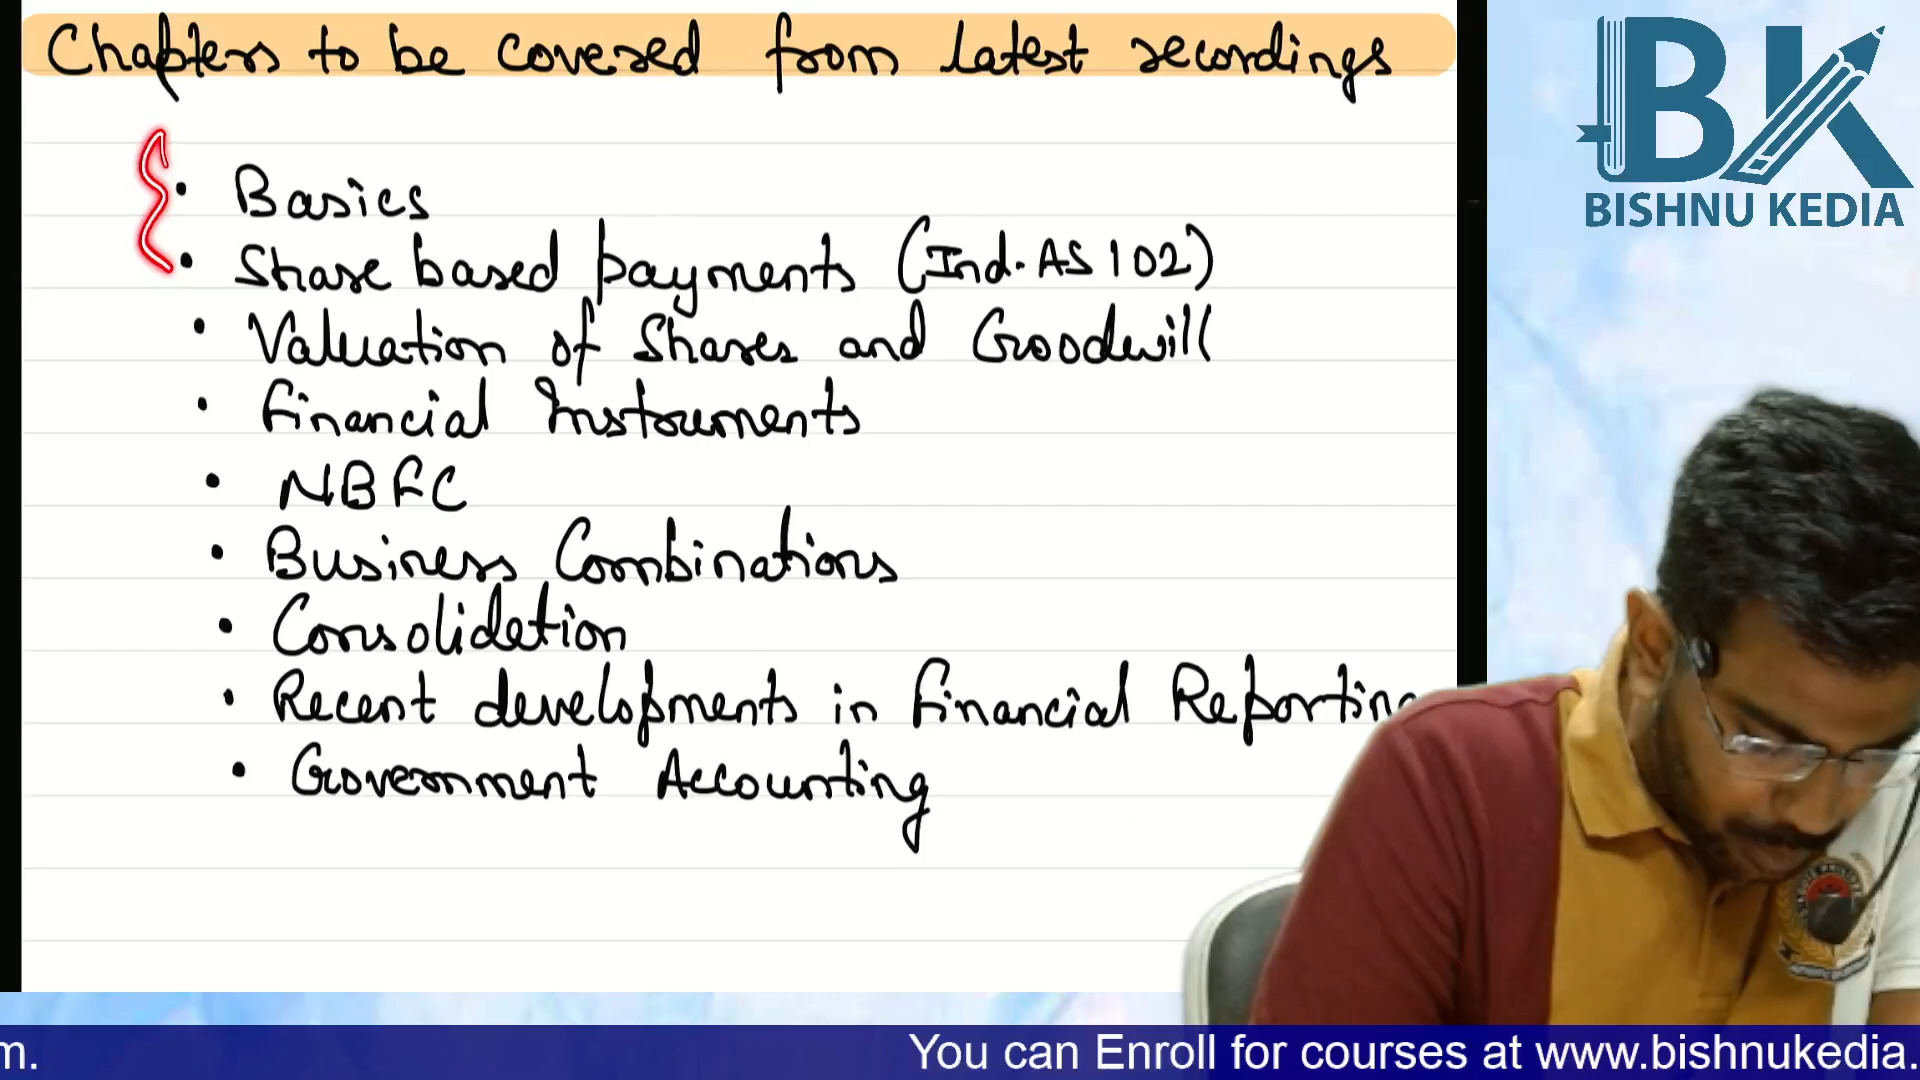 Chapters to be covered from latest recordings
• Basics
• Share based payments (Ind. AS 102)
• Valuation of Shares and Goodwill
• Financial Instruments
• NBFC
• Business Combinations
• Consolidation
• Recent developments in Financial Reporting
• Government Accounting
BK
BISHNU KEDIA
m. You can Enroll for courses at www.bishnukedia.